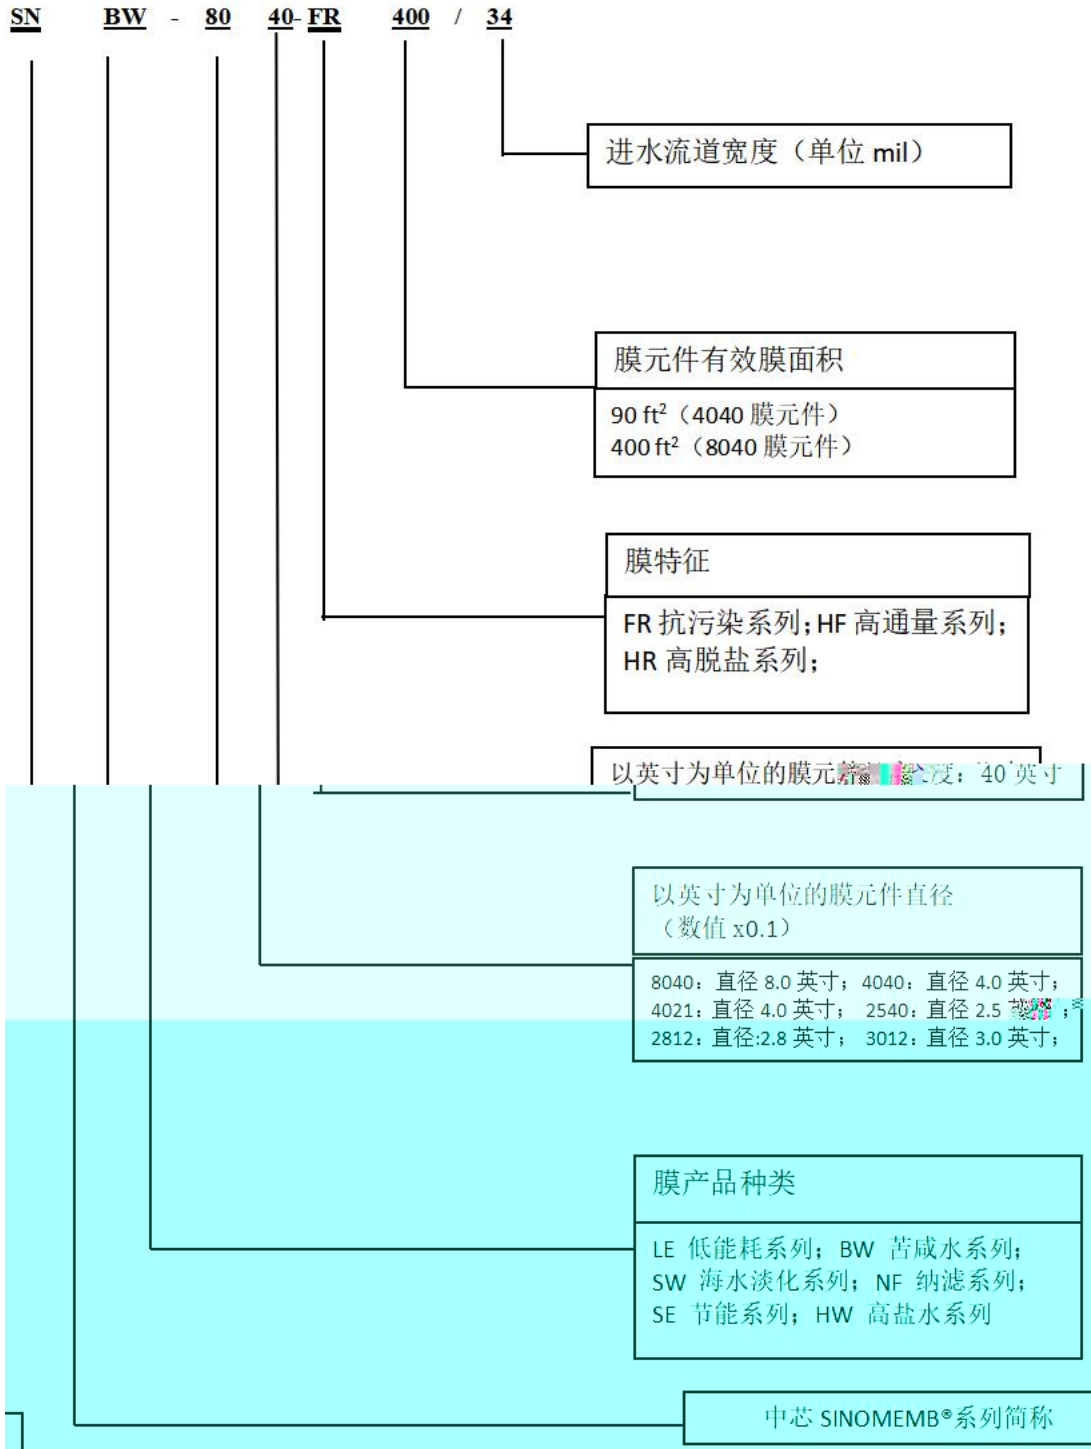 SN BW - 80 40-FR 400 / 34
进水流道宽度（单位 mil）
膜元件有效膜面积
90 ft²（4040 膜元件）
400 ft²（8040 膜元件）
膜特征
FR 抗污染系列；HF 高通量系列；
HR 高脱盐系列；
以英寸为单位的膜元 度：40 英寸
以英寸为单位的膜元件直径
（数值 x0.1）
8040：直径 8.0 英寸；4040：直径 4.0 英寸；
4021：直径 4.0 英寸； 2540：直径 2.5 ；
2812：直径:2.8 英寸； 3012：直径 3.0 英寸；
膜产品种类
LE 低能耗系列；BW 苦咸水系列；
SW 海水淡化系列；NF 纳滤系列；
SE 节能系列；HW 高盐水系列
中芯 SINOMEMB®系列简称